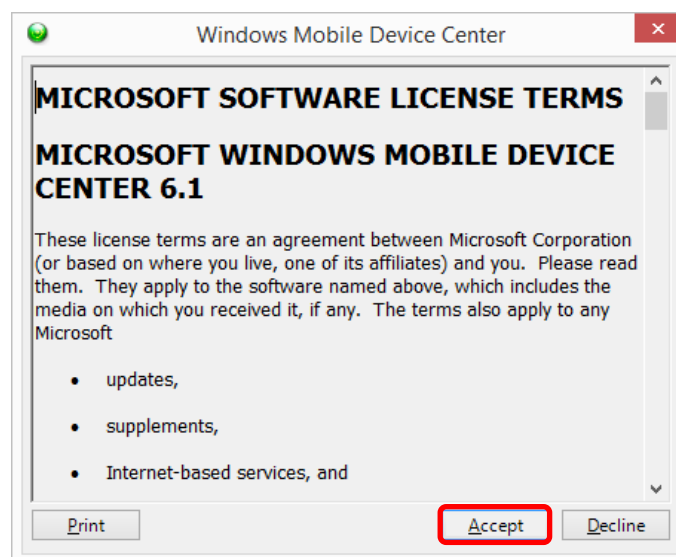 Windows Mobile Device Center
MICROSOFT SOFTWARE LICENSE TERMS
MICROSOFT WINDOWS MOBILE DEVICE
CENTER 6.1
These license terms are an agreement between Microsoft Corporation
(or based on where you live, one of its affiliates) and you. Please read
them. They apply to the software named above, which includes the
media on which you received it, if any. The terms also apply to any
Microsoft
• updates,
• supplements,
• Internet-based services, and
Print Accept Decline